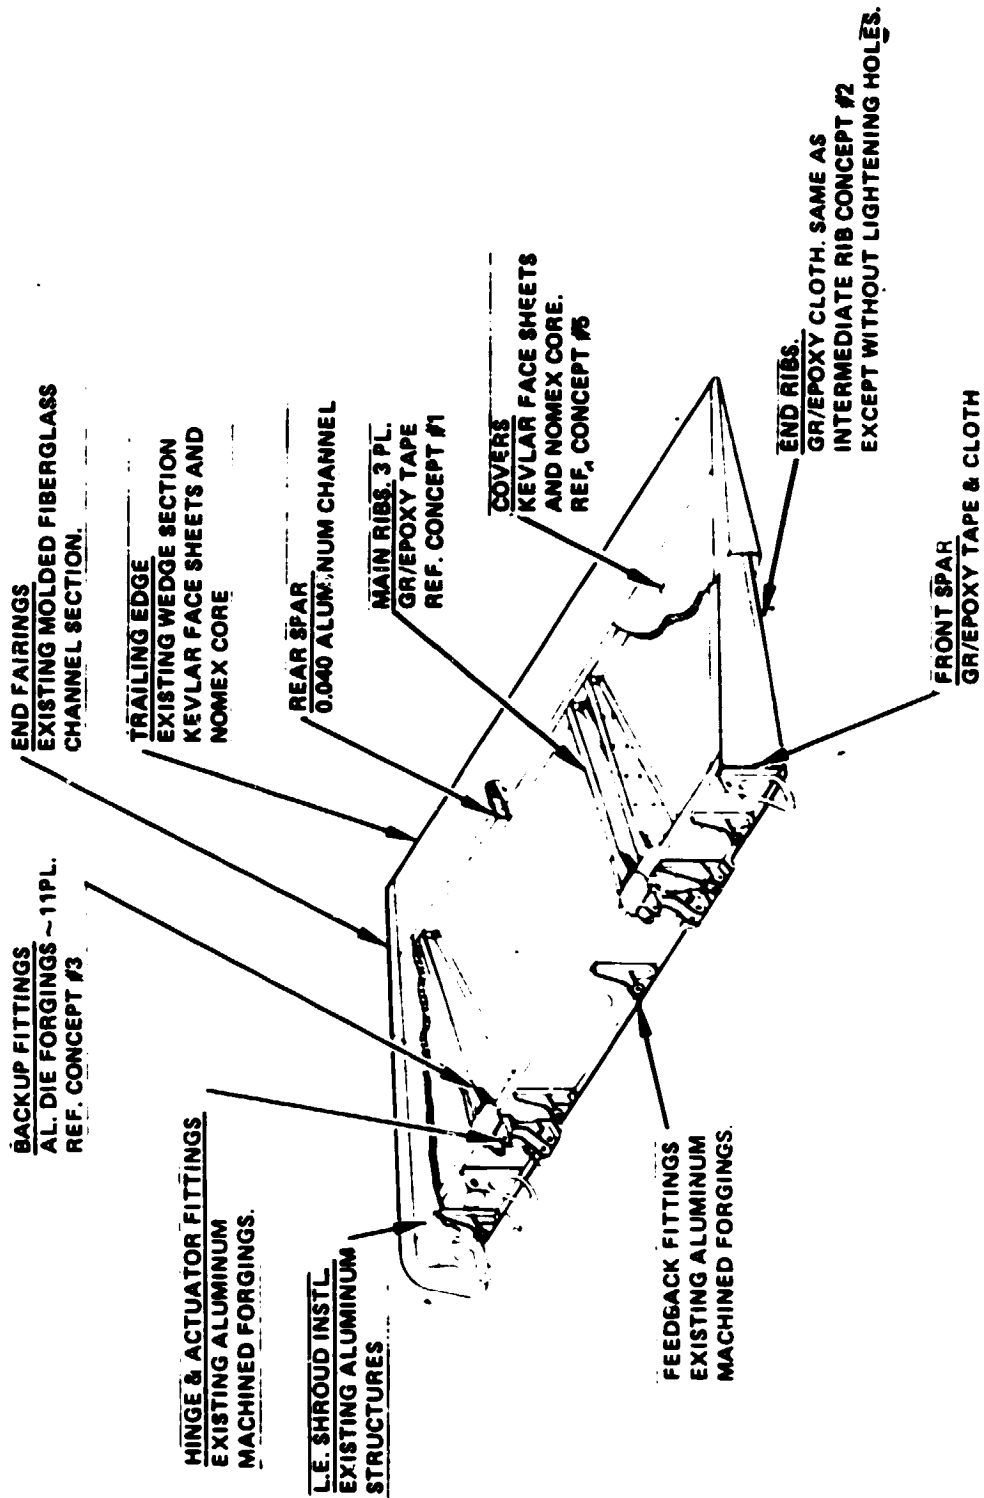 END FAIRINGS
EXISTING MOLDED FIBERGLASS
CHANNEL SECTION.
TRAILING EDGE
EXISTING WEDGE SECTION
KEVLAR FACE SHEETS AND
NOMEX CORE
REAR SPAR
0.040 ALUMINUM CHANNEL
MAIN RIBS. 3 PL.
GR/EPOXY TAPE
REF. CONCEPT #1
COVERS
KEVLAR FACE SHEETS
AND NOMEX CORE.
REF. CONCEPT #5
END RIBS.
GR/EPOXY CLOTH. SAME AS
INTERMEDIATE RIB CONCEPT #2
EXCEPT WITHOUT LIGHTENING HOLES.
FRONT SPAR
GR/EPOXY TAPE & CLOTH
BACKUP FITTINGS
AL. DIE FORGINGS ~11PL.
REF. CONCEPT #3
HINGE & ACTUATOR FITTINGS
EXISTING ALUMINUM
MACHINED FORGINGS.
L.E. SHROUD INSTL.
EXISTING ALUMINUM
STRUCTURES
FEEDBACK FITTINGS
EXISTING ALUMINUM
MACHINED FORGINGS.